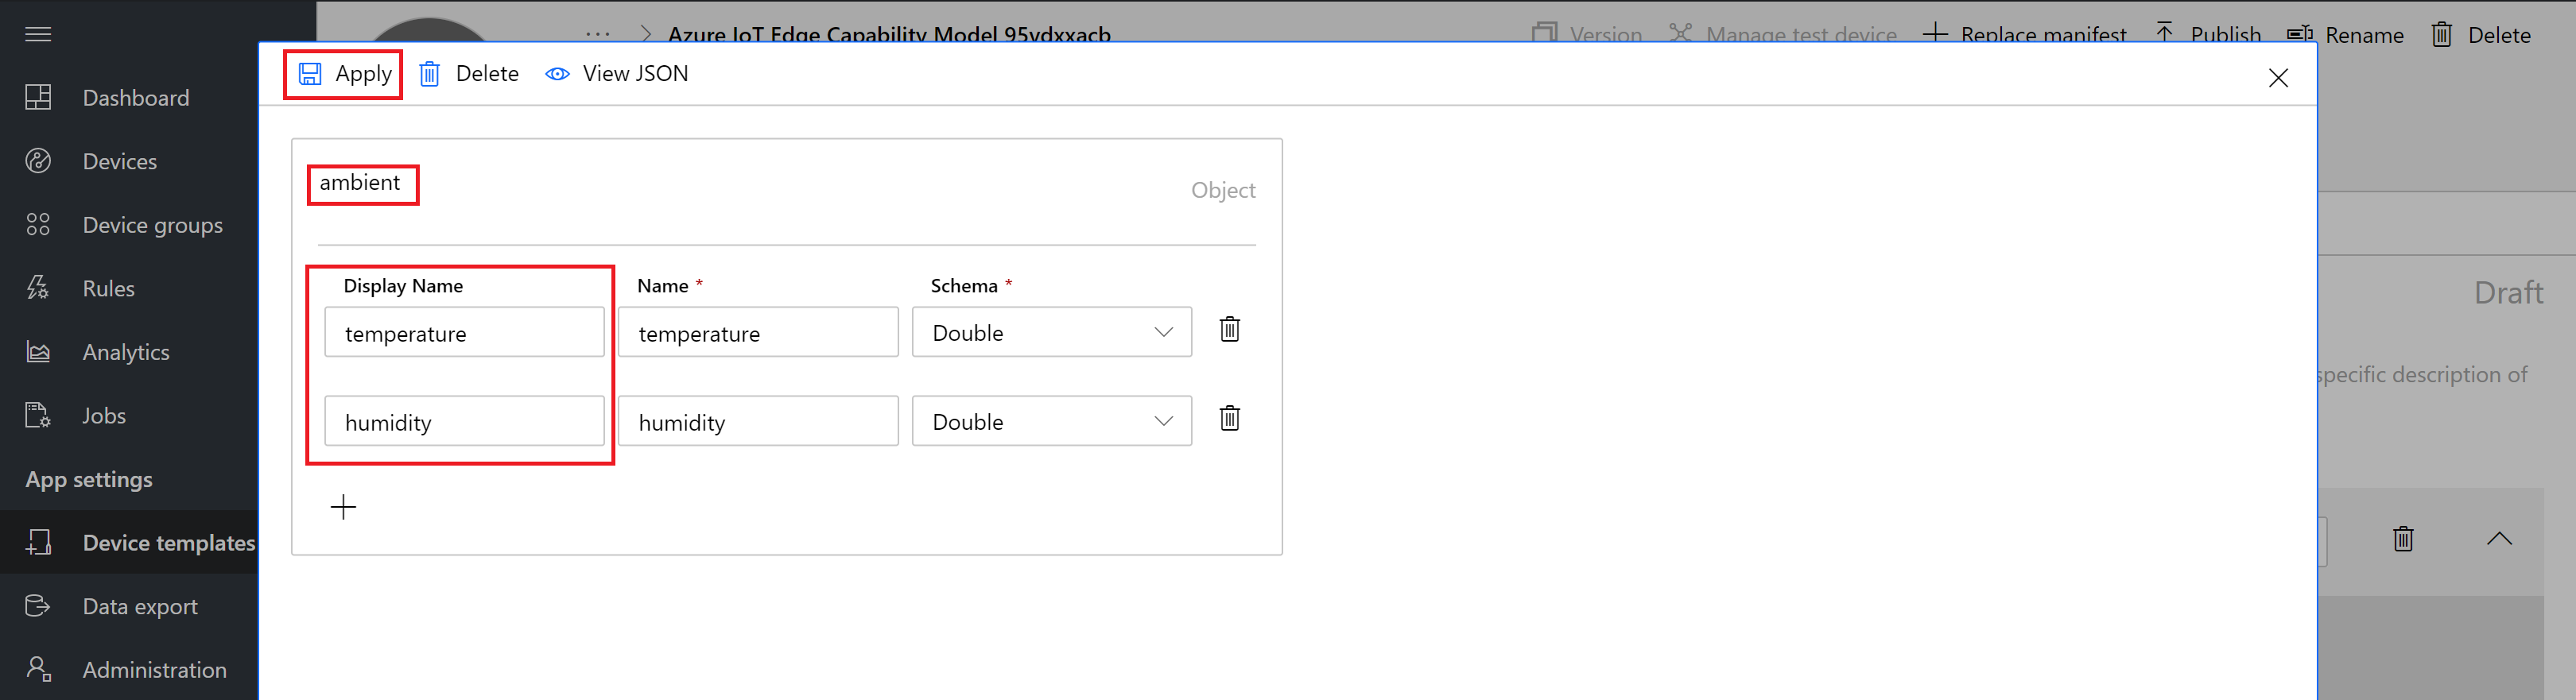 Azure IoT Edge Capability Model 95vdxxacb
Version
Manage test device
Replace manifest
Publish
Rename
Delete
Apply
Delete
View JSON
Dashboard
Devices
Device groups
Rules
Analytics
Jobs
App settings
Device templates
Data export
Administration
ambient
Object
Display Name
Name *
Schema *
temperature
temperature
Double
humidity
humidity
Double
Draft
specific description of